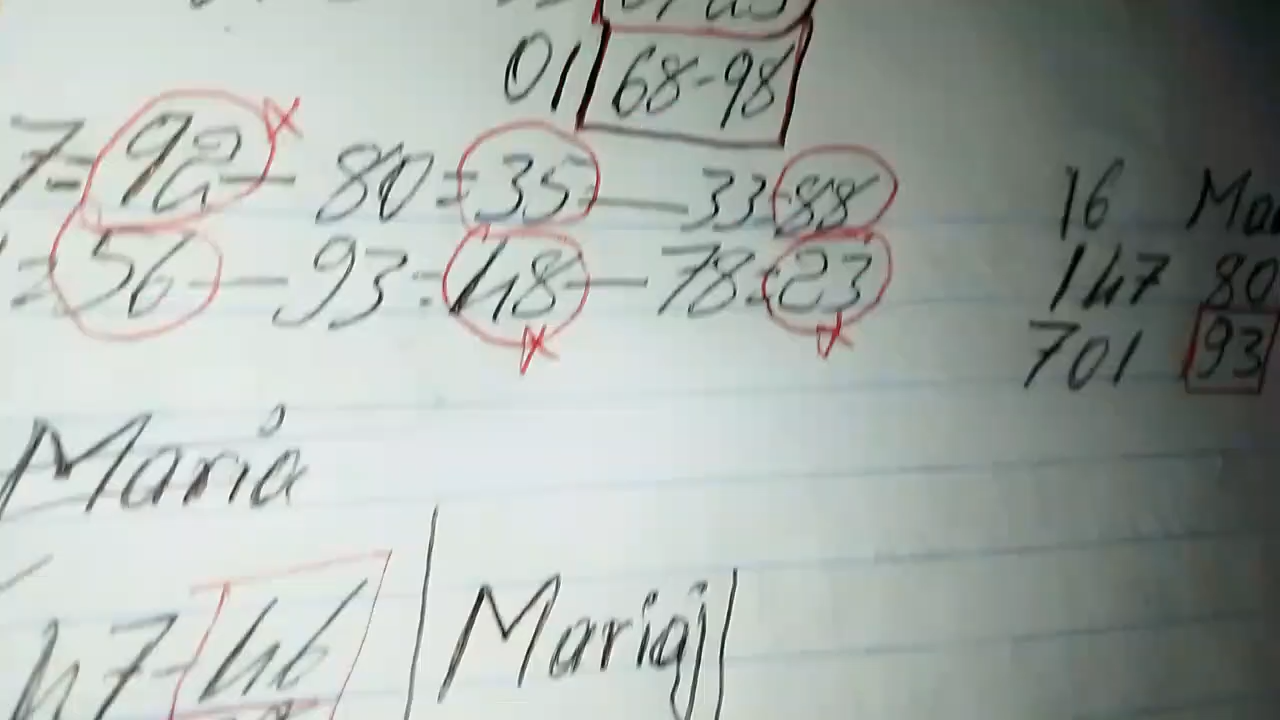 01 68-98
7= 92 — 80 = 35 — 33 = 88
= 56 — 93 = 48 — 78 = 23
16
147 80
701 93
Maria
47-46
Mariaj